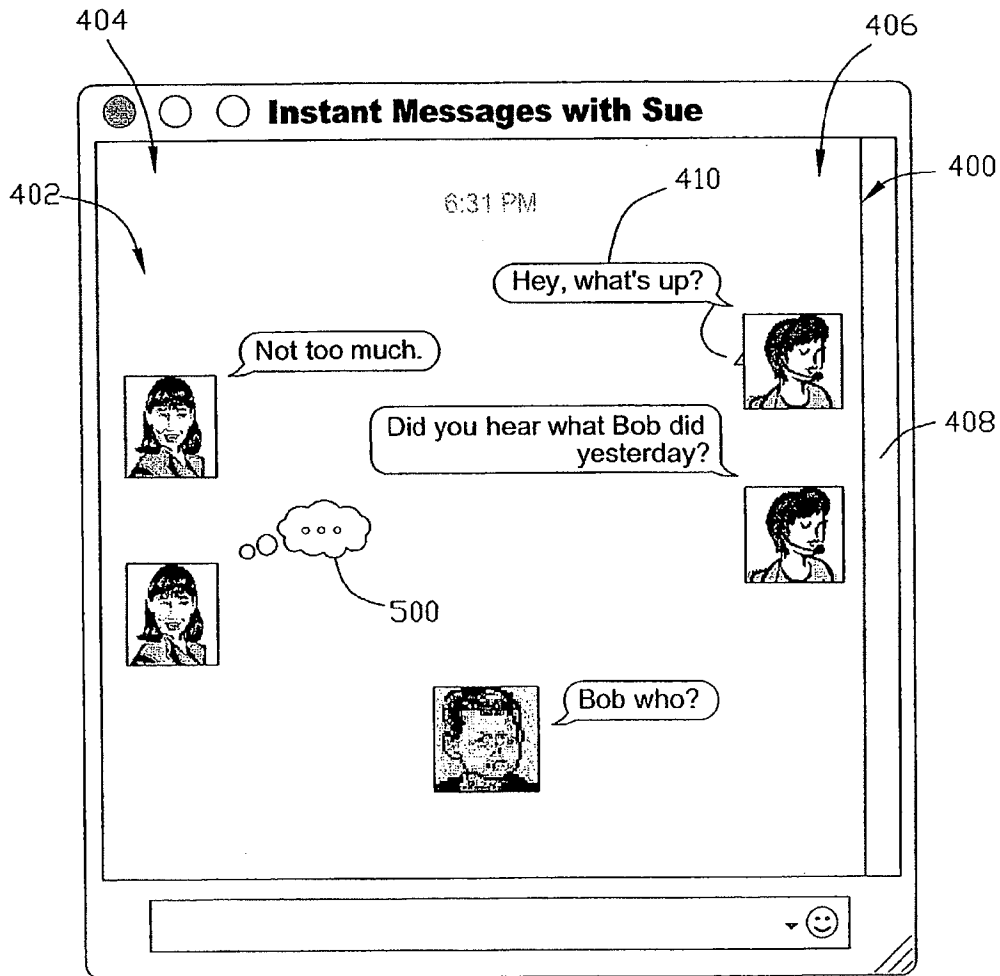 404
406
Instant Messages with Sue
402
410
400
6:31 PM
Hey, what's up?
Not too much.
Did you hear what Bob did
yesterday?
408
...
500
Bob who?